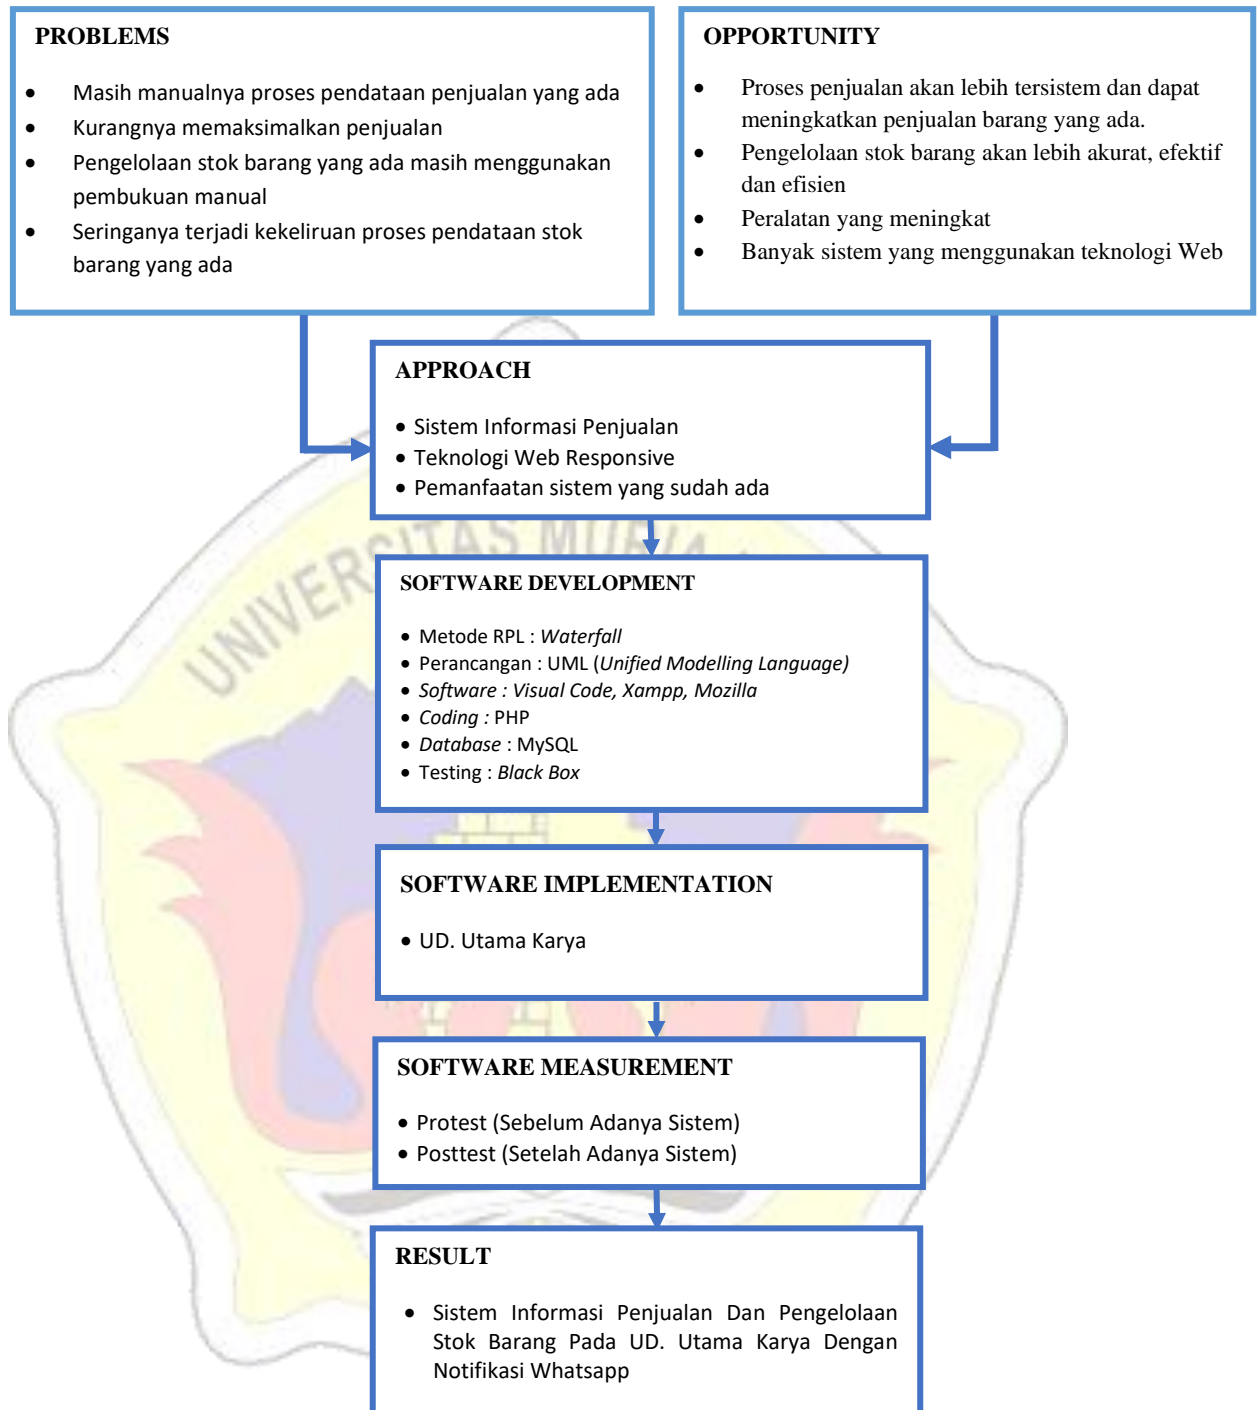 PROBLEMS
• Masih manualnya proses pendataan penjualan yang ada
• Kurangnya memaksimalkan penjualan
• Pengelolaan stok barang yang ada masih menggunakan
pembukuan manual
• Seringanya terjadi kekeliruan proses pendataan stok
barang yang ada
OPPORTUNITY
• Proses penjualan akan lebih tersistem dan dapat
meningkatkan penjualan barang yang ada.
• Pengelolaan stok barang akan lebih akurat, efektif
dan efisien
• Peralatan yang meningkat
• Banyak sistem yang menggunakan teknologi Web
APPROACH
• Sistem Informasi Penjualan
• Teknologi Web Responsive
• Pemanfaatan sistem yang sudah ada
UNIVERSITAS MURIA
SOFTWARE DEVELOPMENT
• Metode RPL : Waterfall
• Perancangan : UML (Unified Modelling Language)
• Software : Visual Code, Xampp, Mozilla
• Coding : PHP
• Database : MySQL
• Testing : Black Box
SOFTWARE IMPLEMENTATION
• UD. Utama Karya
SOFTWARE MEASUREMENT
• Protest (Sebelum Adanya Sistem)
• Posttest (Setelah Adanya Sistem)
RESULT
• Sistem Informasi Penjualan Dan Pengelolaan
Stok Barang Pada UD. Utama Karya Dengan
Notifikasi Whatsapp